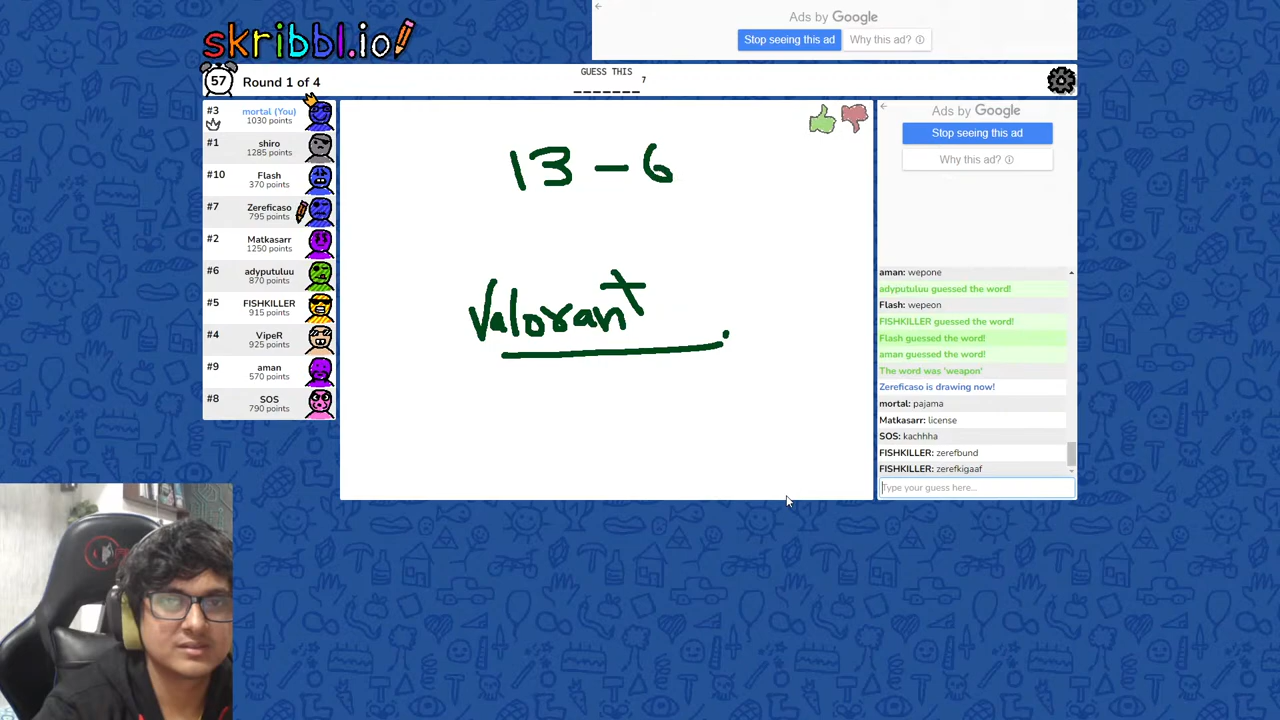 skribbl.io
Ads by Google
Stop seeing this ad
Why this ad?
57
Round 1 of 4
GUESS THIS
_______ 7
#3
mortal (You)
1030 points
#1
shiro
1285 points
#10
Flash
370 points
#7
Zereficaso
795 points
#2
Matkasarr
1250 points
#6
adyputuluu
870 points
#5
FISHKILLER
915 points
#4
VipeR
925 points
#9
aman
570 points
#8
SOS
790 points
13 - 6
Valorant
Ads by Google
Stop seeing this ad
Why this ad?
aman: wepone
adyputuluu guessed the word!
Flash: wepeon
FISHKILLER guessed the word!
Flash guessed the word!
aman guessed the word!
The word was 'weapon'
Zereficaso is drawing now!
mortal: pajama
Matkasarr: license
SOS: kachhha
FISHKILLER: zerefbund
FISHKILLER: zerefkigaaf
Type your guess here...